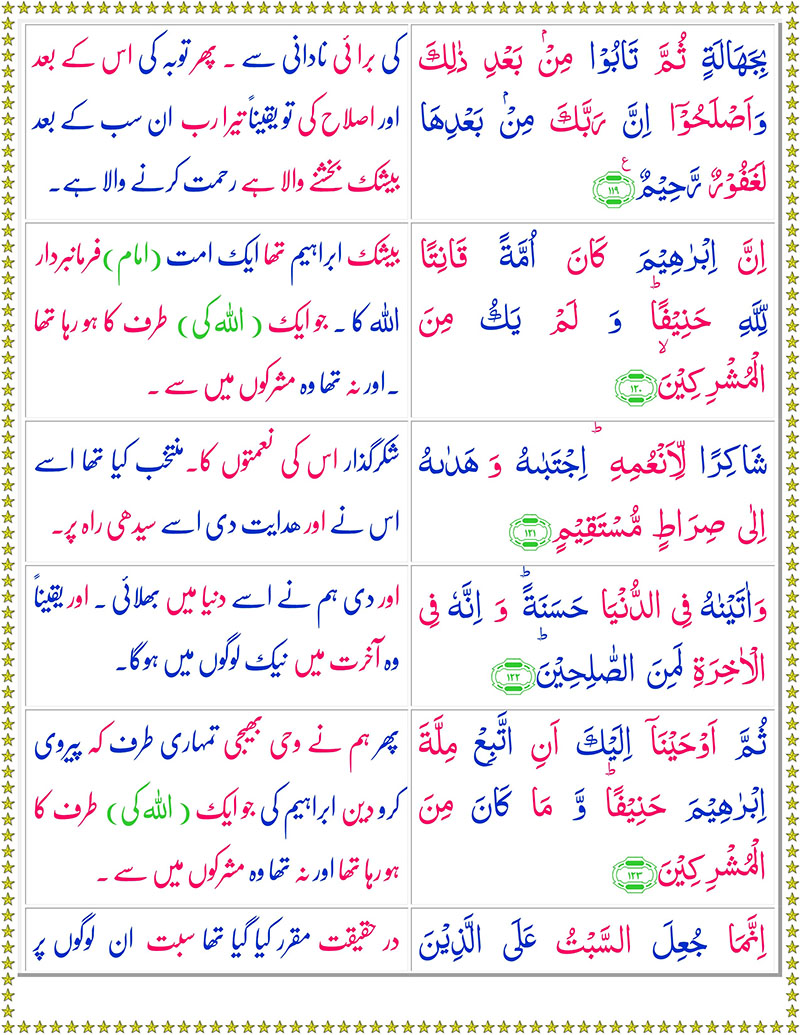 بِجَهَالَةٍ ثُمَّ تَابُوْا مِنْۢ بَعْدِ ذٰلِكَ
وَاَصْلَحُوْۤا اِنَّ رَبَّكَ مِنْۢ بَعْدِهَا
لَغَفُوْرٌ رَّحِيْمٌ ع ۱۱۹
کی برائی نادانی سے ۔ پھر توبہ کی اس کے بعد
اور اصلاح کی تو یقیناً تیرا رب ان سب کے بعد
بیشک بخشنے والا ہے رحمت کرنے والا ہے۔
اِنَّ اِبْرٰهِيْمَ كَانَ اُمَّةً قَانِتًا
لِّلّٰهِ حَنِيْفًا ؕ وَ لَمْ يَكُ مِنَ
الْمُشْرِكِيْنَ ۙ ۱۲۰
بیشک ابراہیم تھا ایک امت (امام) فرمانبردار
اللہ کا ۔ جو ایک ( اللہ کی) طرف کا ہو رہا تھا
۔اور نہ تھا وہ مشرکوں میں سے ۔
شَاكِرًا لِّاَنْعُمِهٖ ؕ اِجْتَبٰىهُ وَ هَدٰىهُ
اِلٰى صِرَاطٍ مُّسْتَقِيْمٍ ۱۲۱
شکرگذار اس کی نعمتوں کا۔ منتخب کیا تھا اسے
اس نے اور ھدایت دی اسے سیدھی راہ پر۔
وَاٰتَيْنٰهُ فِى الدُّنْيَا حَسَنَةً ؕ وَ اِنَّهٗ فِى
الْاٰخِرَةِ لَمِنَ الصّٰلِحِيْنَ ؕ ۱۲۲
اور دی ہم نے اسے دنیا میں بھلائی ۔ اور یقیناً
وہ آخرت میں نیک لوگوں میں ہوگا۔
ثُمَّ اَوْحَيْنَاۤ اِلَيْكَ اَنِ اتَّبِعْ مِلَّةَ
اِبْرٰهِيْمَ حَنِيْفًا ؕ وَّ مَا كَانَ مِنَ
الْمُشْرِكِيْنَ ۱۲۳
پھر ہم نے وحی بھیجی تمہاری طرف کہ پیروی
کرو دین ابراہیم کی جو ایک ( اللہ کی) طرف کا
ہو رہا تھا اور نہ تھا وہ مشرکوں میں سے ۔
اِنَّمَا جُعِلَ السَّبْتُ عَلَى الَّذِيْنَ
در حقیقت مقرر کیا گیا تھا سبت ان لوگوں پر